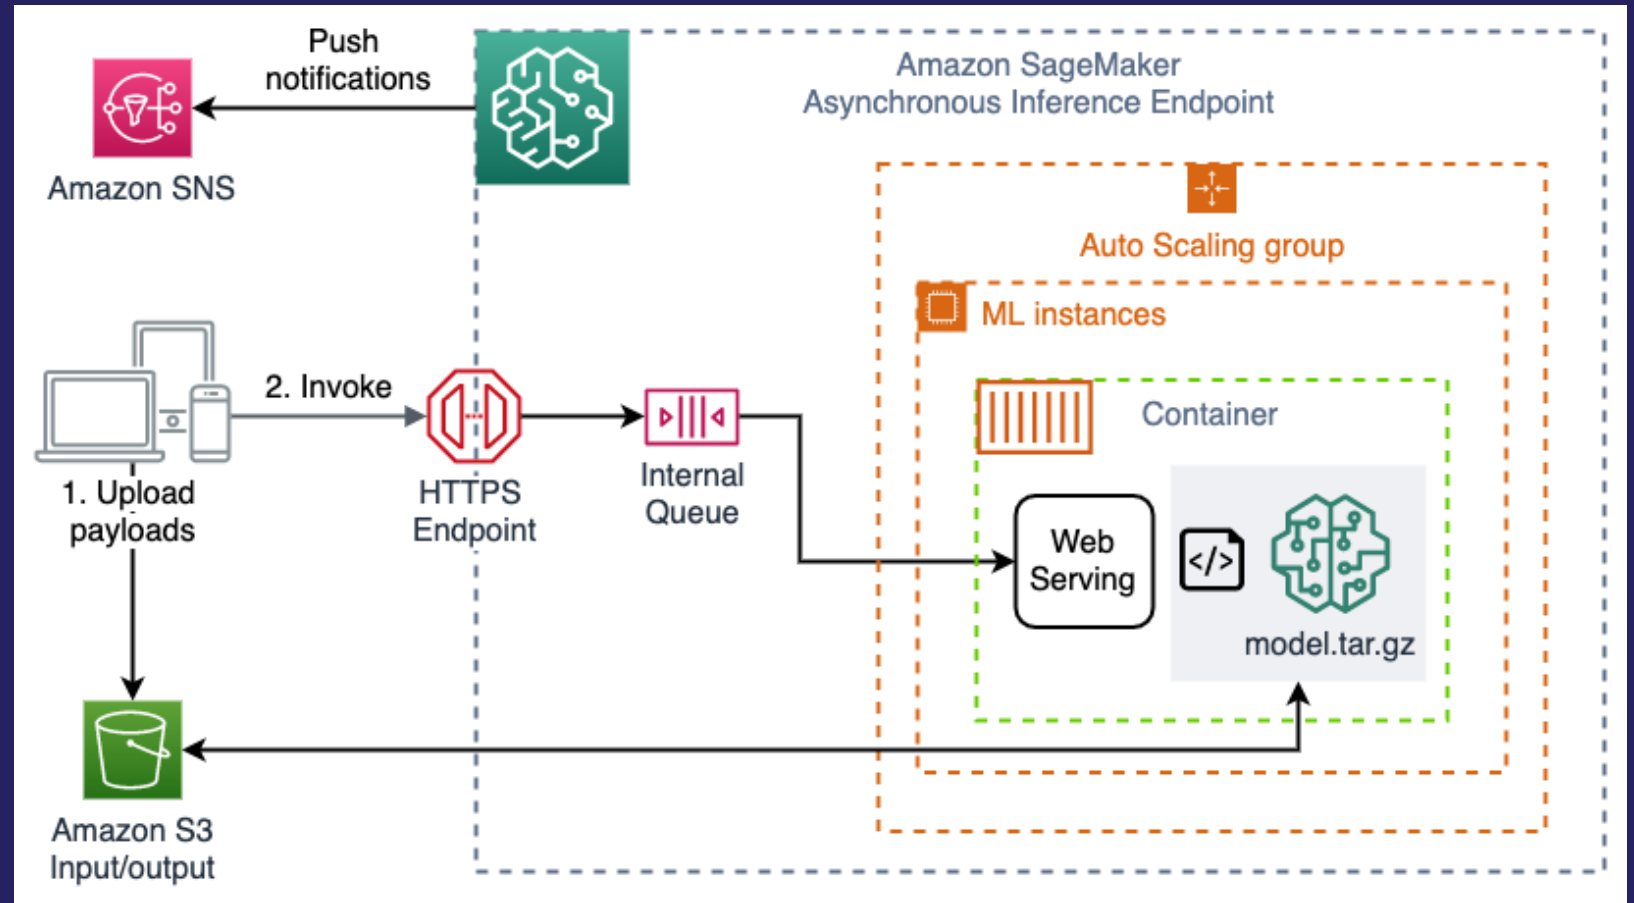 Push
notifications
Amazon SageMaker
Asynchronous Inference Endpoint
Amazon SNS
Auto Scaling group
ML instances
2. Invoke
Container
1. Upload
payloads
HTTPS
Endpoint
Internal
Queue
Web
Serving
</>
model.tar.gz
Amazon S3
Input/output